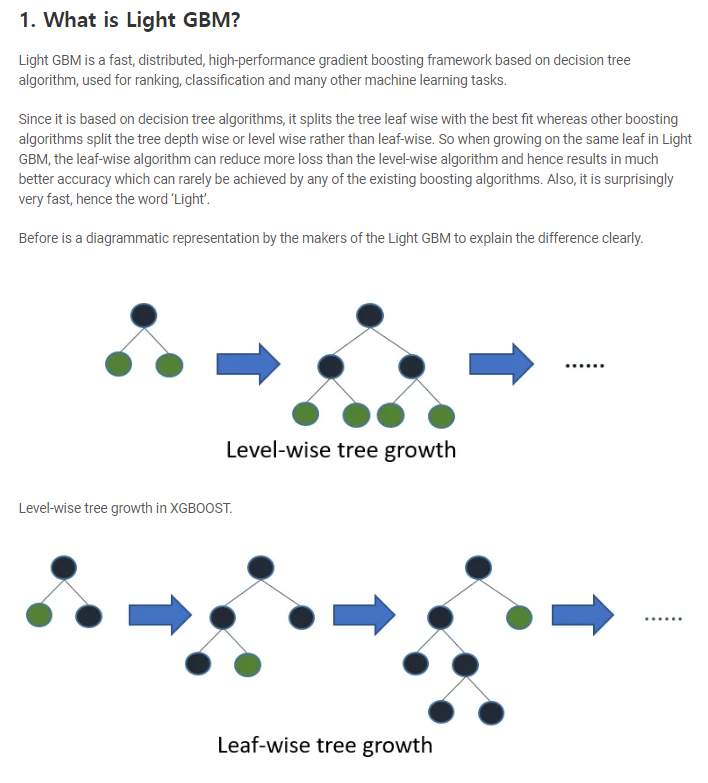 1. What is Light GBM?
Light GBM is a fast, distributed, high-performance gradient boosting framework based on decision tree
algorithm, used for ranking, classification and many other machine learning tasks.
Since it is based on decision tree algorithms, it splits the tree leaf wise with the best fit whereas other boosting
algorithms split the tree depth wise or level wise rather than leaf-wise. So when growing on the same leaf in Light
GBM, the leaf-wise algorithm can reduce more loss than the level-wise algorithm and hence results in much
better accuracy which can rarely be achieved by any of the existing boosting algorithms. Also, it is surprisingly
very fast, hence the word ‘Light’.
Before is a diagrammatic representation by the makers of the Light GBM to explain the difference clearly.
......
Level-wise tree growth
Level-wise tree growth in XGBOOST.
......
Leaf-wise tree growth